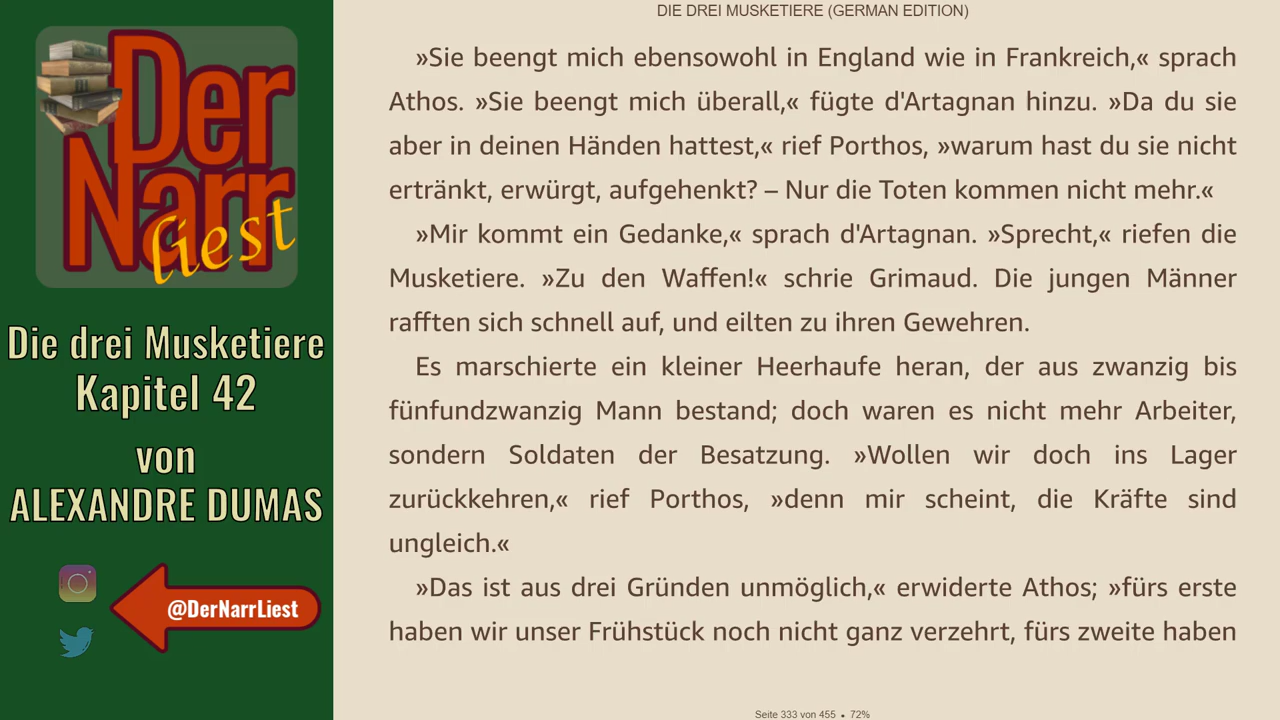 Der
Narr
liest
Die drei Musketiere
Kapitel 42
von
ALEXANDRE DUMAS
@DerNarrLiest
DIE DREI MUSKETIERE (GERMAN EDITION)
»Sie beengt mich ebensowohl in England wie in Frankreich,« sprach
Athos. »Sie beengt mich überall,« fügte d'Artagnan hinzu. »Da du sie
aber in deinen Händen hattest,« rief Porthos, »warum hast du sie nicht
ertränkt, erwürgt, aufgehenkt? – Nur die Toten kommen nicht mehr.«
»Mir kommt ein Gedanke,« sprach d'Artagnan. »Sprecht,« riefen die
Musketiere. »Zu den Waffen!« schrie Grimaud. Die jungen Männer
rafften sich schnell auf, und eilten zu ihren Gewehren.
Es marschierte ein kleiner Heerhaufe heran, der aus zwanzig bis
fünfundzwanzig Mann bestand; doch waren es nicht mehr Arbeiter,
sondern Soldaten der Besatzung. »Wollen wir doch ins Lager
zurückkehren,« rief Porthos, »denn mir scheint, die Kräfte sind
ungleich.«
»Das ist aus drei Gründen unmöglich,« erwiderte Athos; »fürs erste
haben wir unser Frühstück noch nicht ganz verzehrt, fürs zweite haben
Seite 333 von 455 • 72%